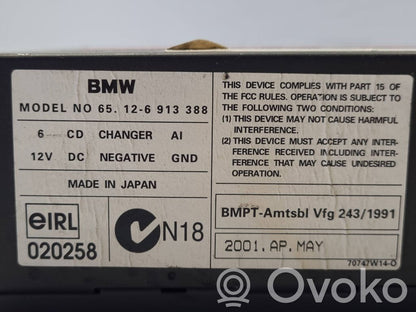 BMW
MODEL NO 65. 12-6 913 388
6 CD CHANGER AI
12V DC NEGATIVE GND
MADE IN JAPAN
eIRL
020258
N18
THIS DEVICE COMPLIES WITH PART 15 OF
THE FCC RULES. OPERATION IS SUBJECT TO
THE FOLLOWING TWO CONDITIONS:
(1) THIS DEVICE MAY NOT CAUSE HARMFUL
INTERFERENCE.
(2) THIS DEVICE MUST ACCEPT ANY INTER-
FERENCE RECEIVED INCLUDING INTER-
FERENCE THAT MAY CAUSE UNDESIRED
OPERATION.
BMPT-Amtsbl Vfg 243/1991
2001. AP. MAY
70747W14-O
Ovoko